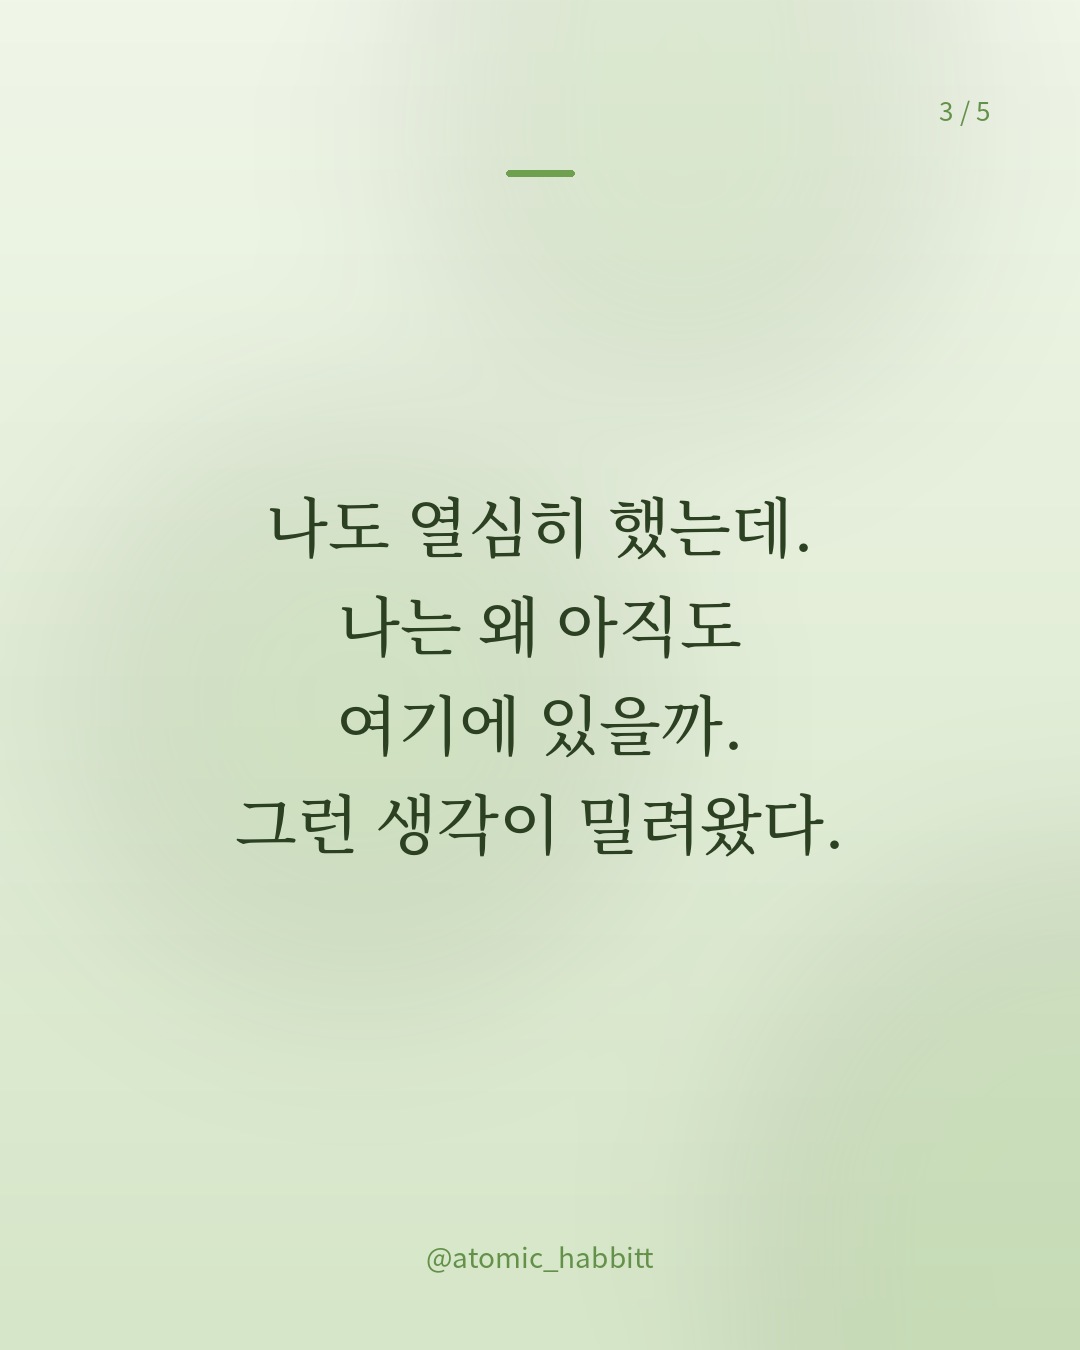 3 / 5
나도 열심히 했는데.
나는 왜 아직도
여기에 있을까.
그런 생각이 밀려왔다.
@atomic_habbitt